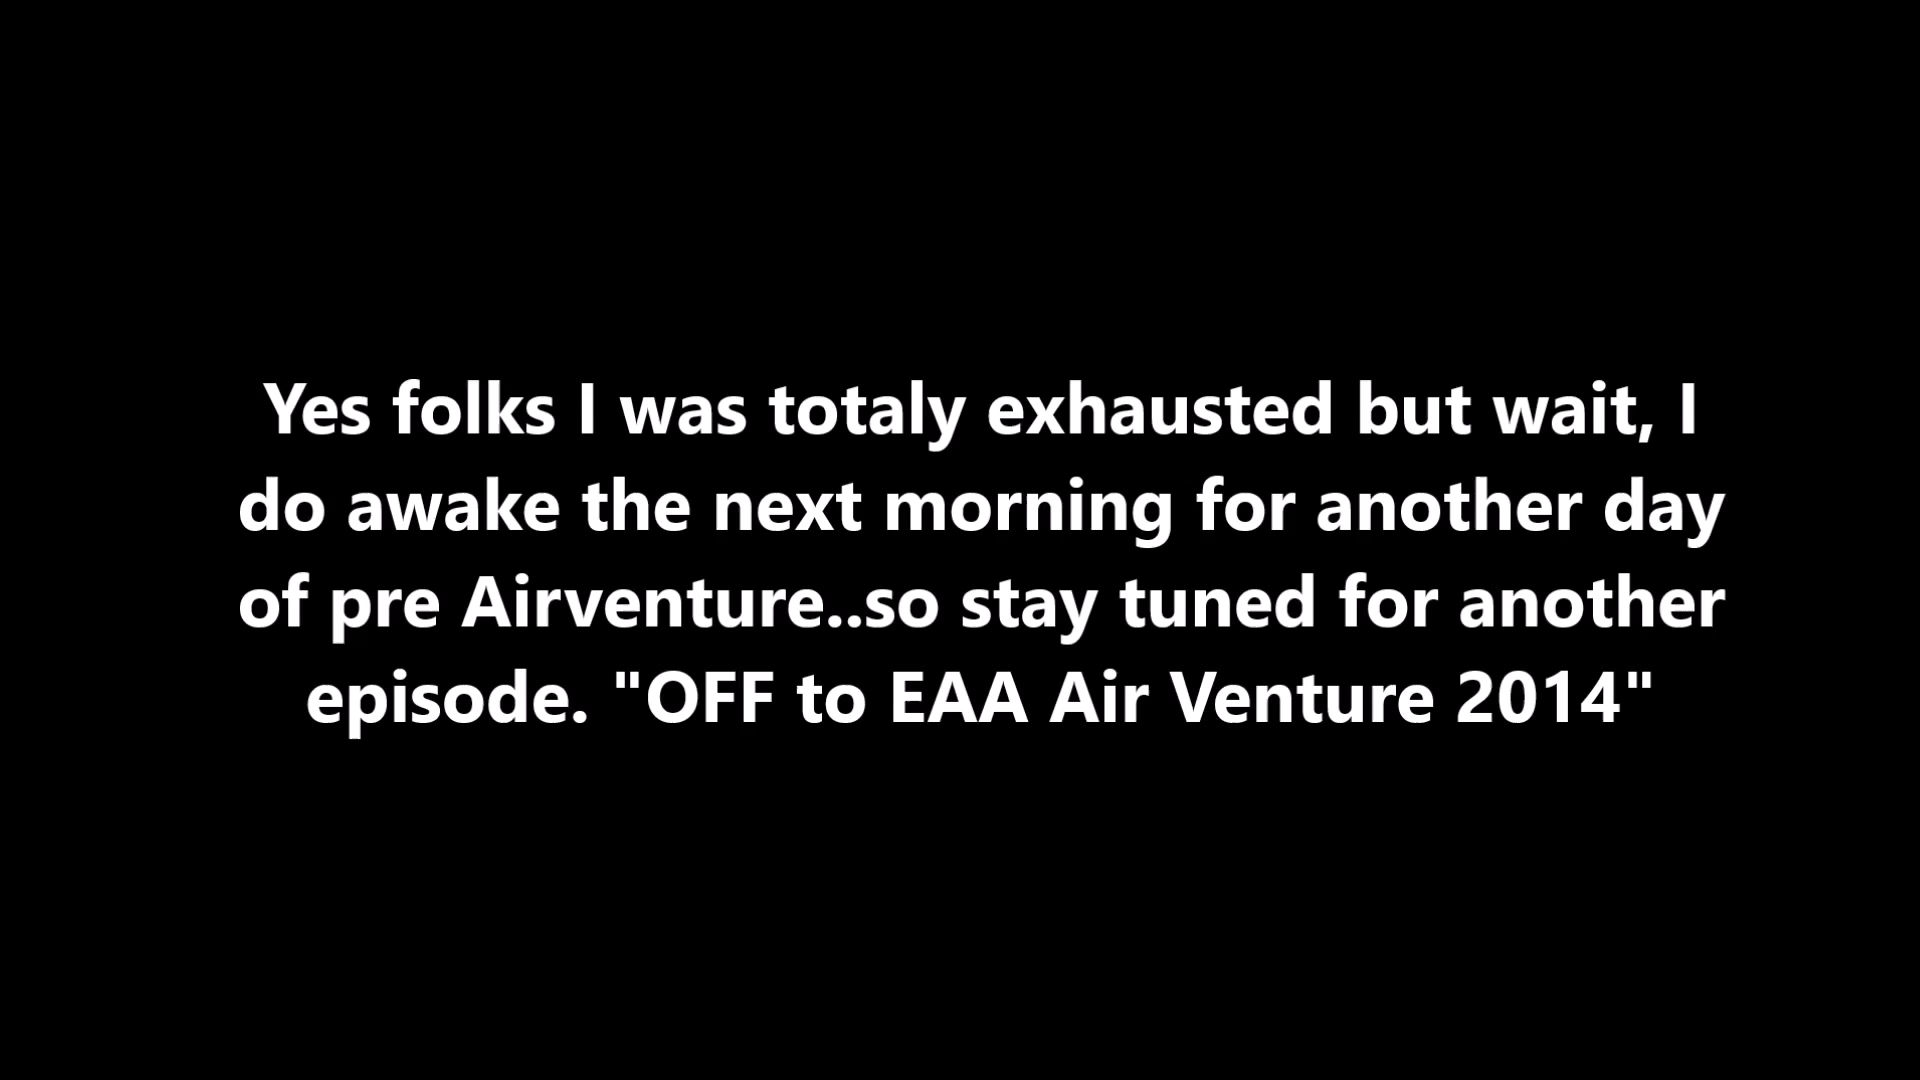 Yes folks I was totaly exhausted but wait, I
do awake the next morning for another day
of pre Airventure..so stay tuned for another
episode. "OFF to EAA Air Venture 2014"